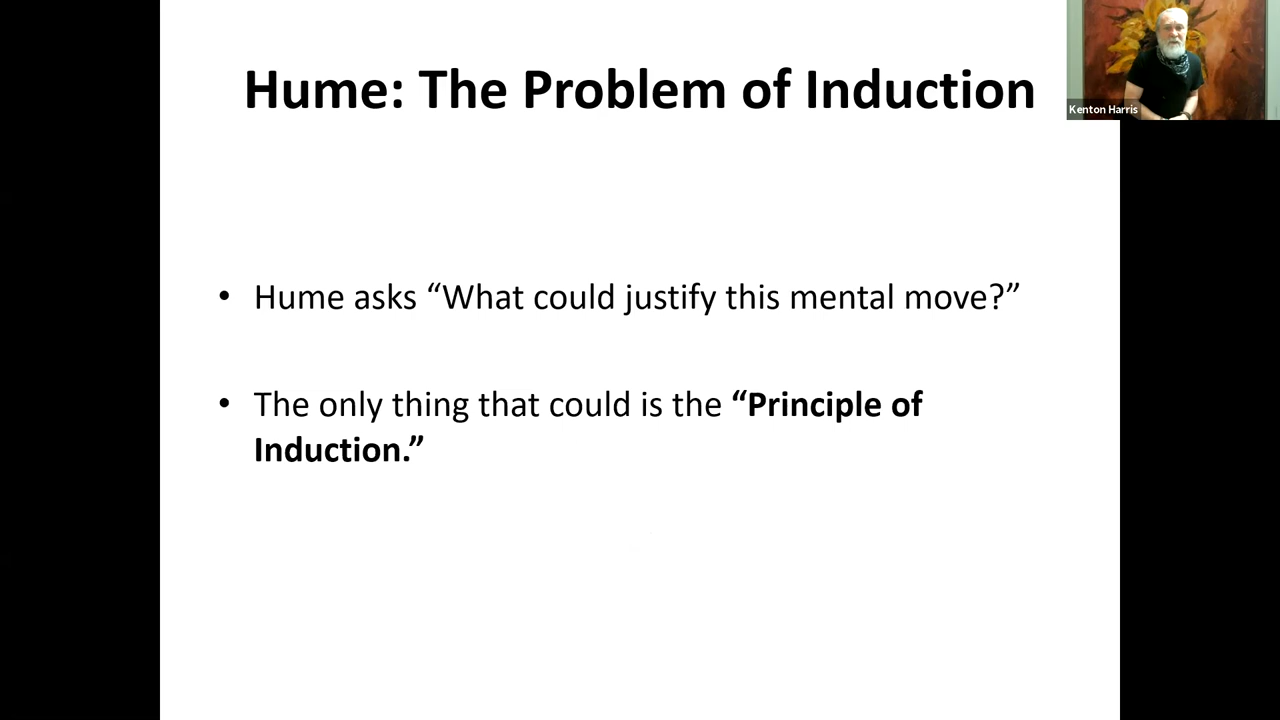 Hume: The Problem of Induction
Kenton Harris
• Hume asks “What could justify this mental move?”
• The only thing that could is the “Principle of
Induction.”